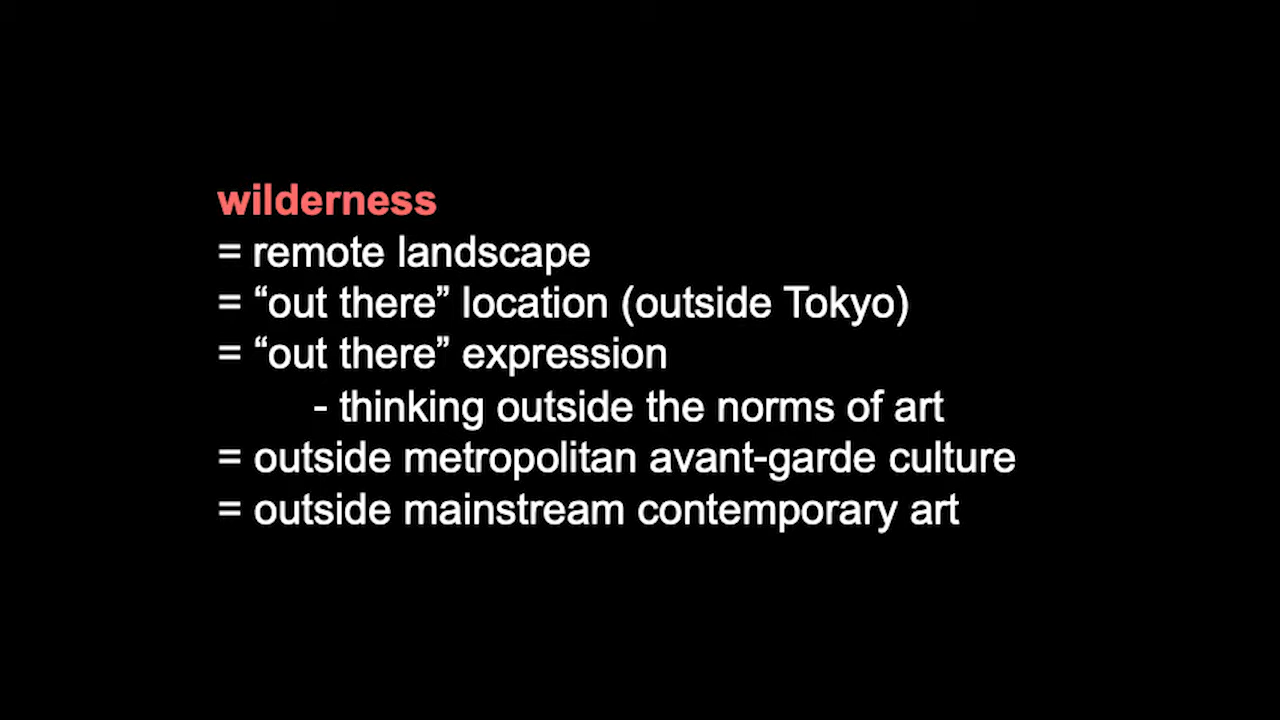 wilderness
= remote landscape
= “out there” location (outside Tokyo)
= “out there” expression
- thinking outside the norms of art
= outside metropolitan avant-garde culture
= outside mainstream contemporary art